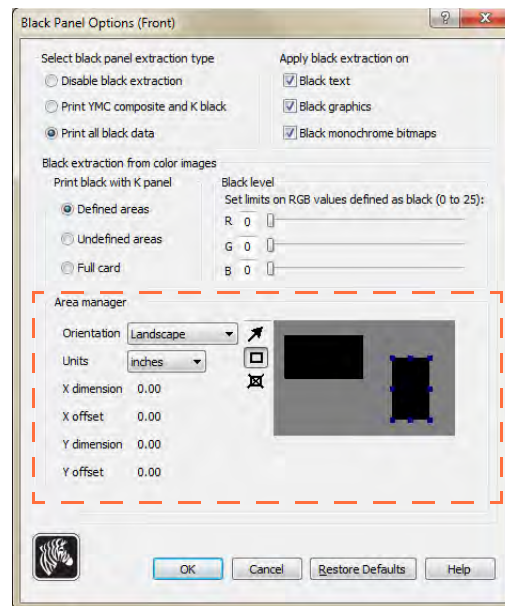 Black Panel Options (Front)
Select black panel extraction type
Disable black extraction
Print YMC composite and K black
Print all black data
Apply black extraction on
Black text
Black graphics
Black monochrome bitmaps
Black extraction from color images
Print black with K panel
Defined areas
Undefined areas
Full card
Black level
Set limits on RGB values defined as black (0 to 25):
R 0
G 0
B 0
Area manager
Orientation Landscape
Units inches
X dimension 0.00
X offset 0.00
Y dimension 0.00
Y offset 0.00
OK Cancel Restore Defaults Help